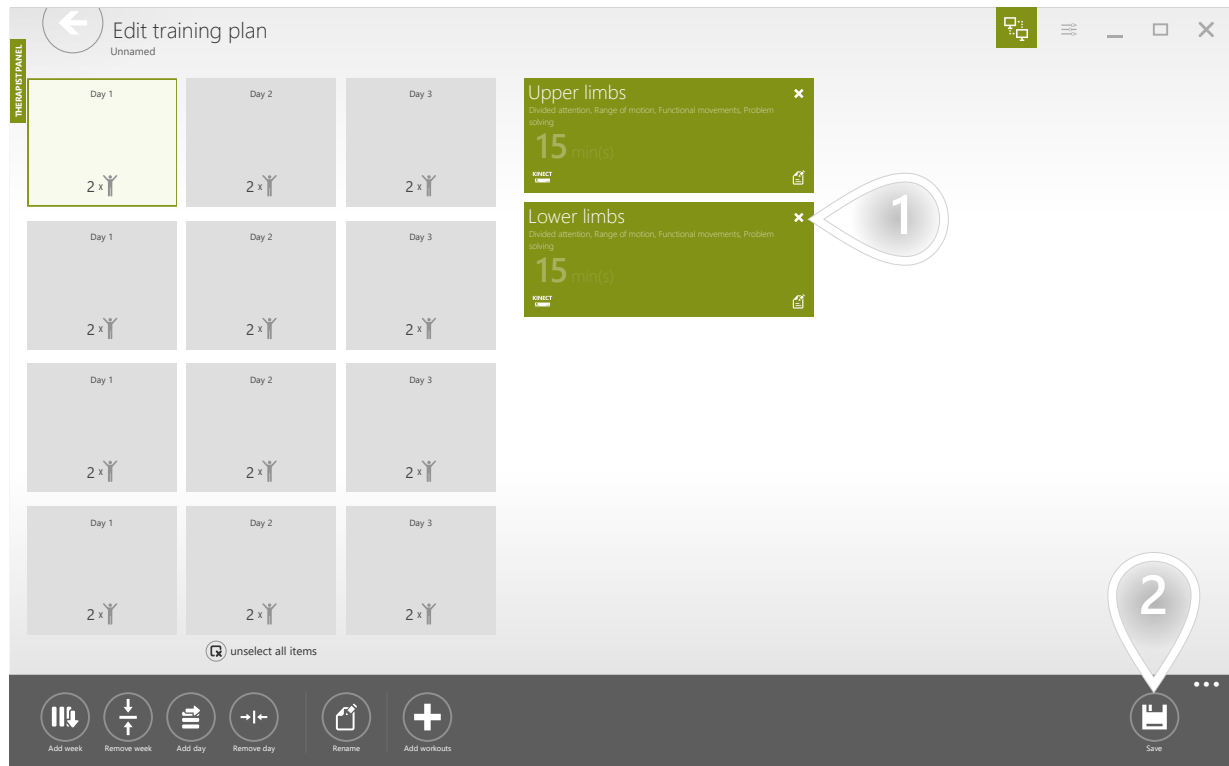 Edit training plan
Unnamed
THERAPIST PANEL
Day 1
Day 2
Day 3
2 x
2 x
2 x
Day 1
Day 2
Day 3
2 x
2 x
2 x
Day 1
Day 2
Day 3
2 x
2 x
2 x
Day 1
Day 2
Day 3
2 x
2 x
2 x
unselect all items
Upper limbs
Divided attention, Range of motion, Functional movements, Problem
solving
15 min(s)
KINECT
Lower limbs
Divided attention, Range of motion, Functional movements, Problem
solving
15 min(s)
KINECT
1
2
Add week
Remove week
Add day
Remove day
Rename
Add workouts
Save